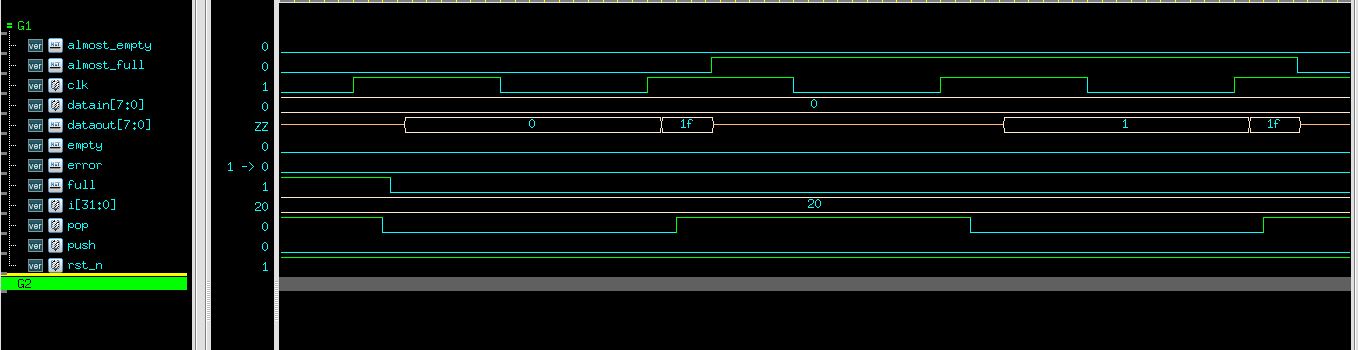 G1
ver almost_empty 0
ver almost_full 0
ver clk 1
ver datain[7:0] 0 0
ver dataout[7:0] ZZ 0 1f 1 1f
ver empty 0
ver error 1 -> 0
ver full 1
ver i[31:0] 20 20
ver pop 0
ver push 0
ver rst_n 1
G2